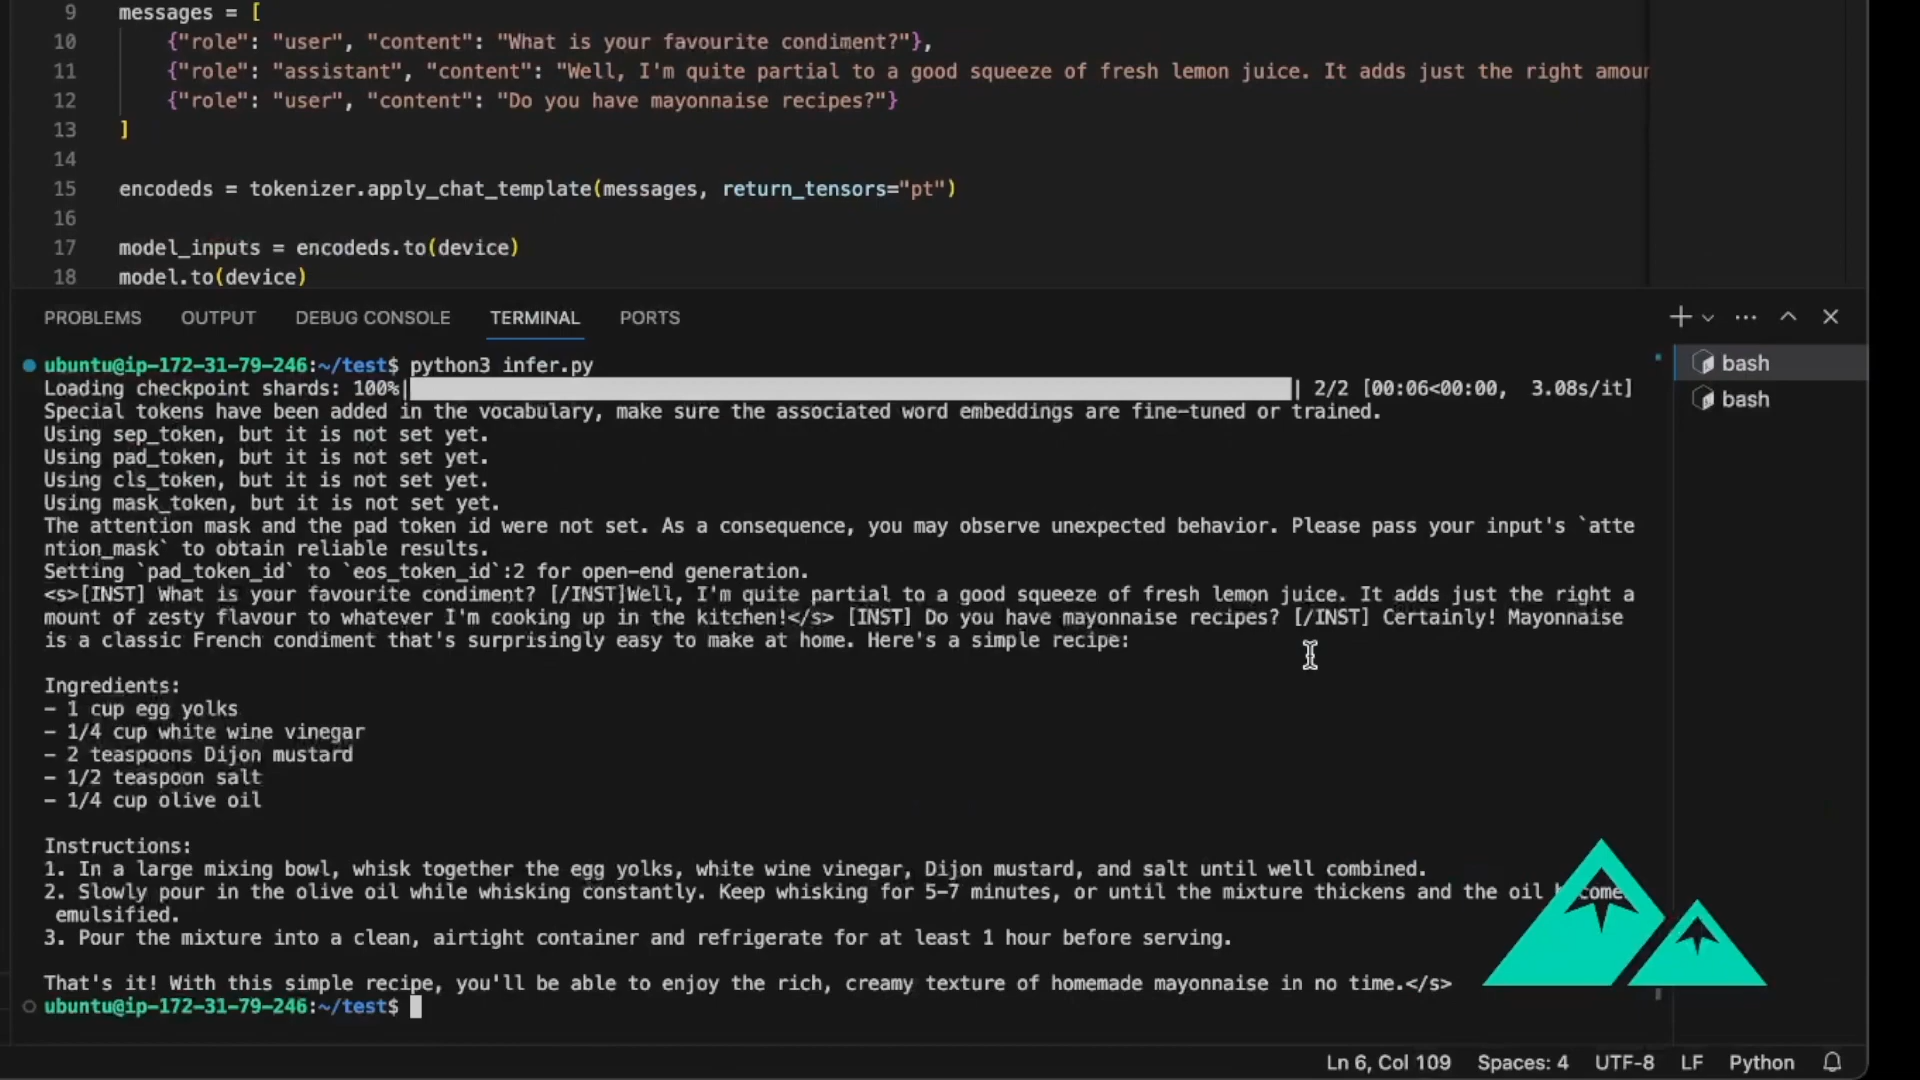 9 messages = [
10 {"role": "user", "content": "What is your favourite condiment?"},
11 {"role": "assistant", "content": "Well, I'm quite partial to a good squeeze of fresh lemon juice. It adds just the right amoun
12 {"role": "user", "content": "Do you have mayonnaise recipes?"}
13 ]
14
15 encodeds = tokenizer.apply_chat_template(messages, return_tensors="pt")
16
17 model_inputs = encodeds.to(device)
18 model.to(device)
PROBLEMS OUTPUT DEBUG CONSOLE TERMINAL PORTS
ubuntu@ip-172-31-79-246:~/test$ python3 infer.py
Loading checkpoint shards: 100%| | 2/2 [00:06<00:00, 3.08s/it]
Special tokens have been added in the vocabulary, make sure the associated word embeddings are fine-tuned or trained.
Using sep_token, but it is not set yet.
Using pad_token, but it is not set yet.
Using cls_token, but it is not set yet.
Using mask_token, but it is not set yet.
The attention mask and the pad token id were not set. As a consequence, you may observe unexpected behavior. Please pass your input's `atte
ntion_mask` to obtain reliable results.
Setting `pad_token_id` to `eos_token_id`:2 for open-end generation.
<s>[INST] What is your favourite condiment? [/INST]Well, I'm quite partial to a good squeeze of fresh lemon juice. It adds just the right a
mount of zesty flavour to whatever I'm cooking up in the kitchen!</s> [INST] Do you have mayonnaise recipes? [/INST] Certainly! Mayonnaise
is a classic French condiment that's surprisingly easy to make at home. Here's a simple recipe:
Ingredients:
- 1 cup egg yolks
- 1/4 cup white wine vinegar
- 2 teaspoons Dijon mustard
- 1/2 teaspoon salt
- 1/4 cup olive oil
Instructions:
1. In a large mixing bowl, whisk together the egg yolks, white wine vinegar, Dijon mustard, and salt until well combined.
2. Slowly pour in the olive oil while whisking constantly. Keep whisking for 5-7 minutes, or until the mixture thickens and the oil
emulsified.
3. Pour the mixture into a clean, airtight container and refrigerate for at least 1 hour before serving.
That's it! With this simple recipe, you'll be able to enjoy the rich, creamy texture of homemade mayonnaise in no time.</s>
ubuntu@ip-172-31-79-246:~/test$
bash
bash
Ln 6, Col 109 Spaces: 4 UTF-8 LF Python